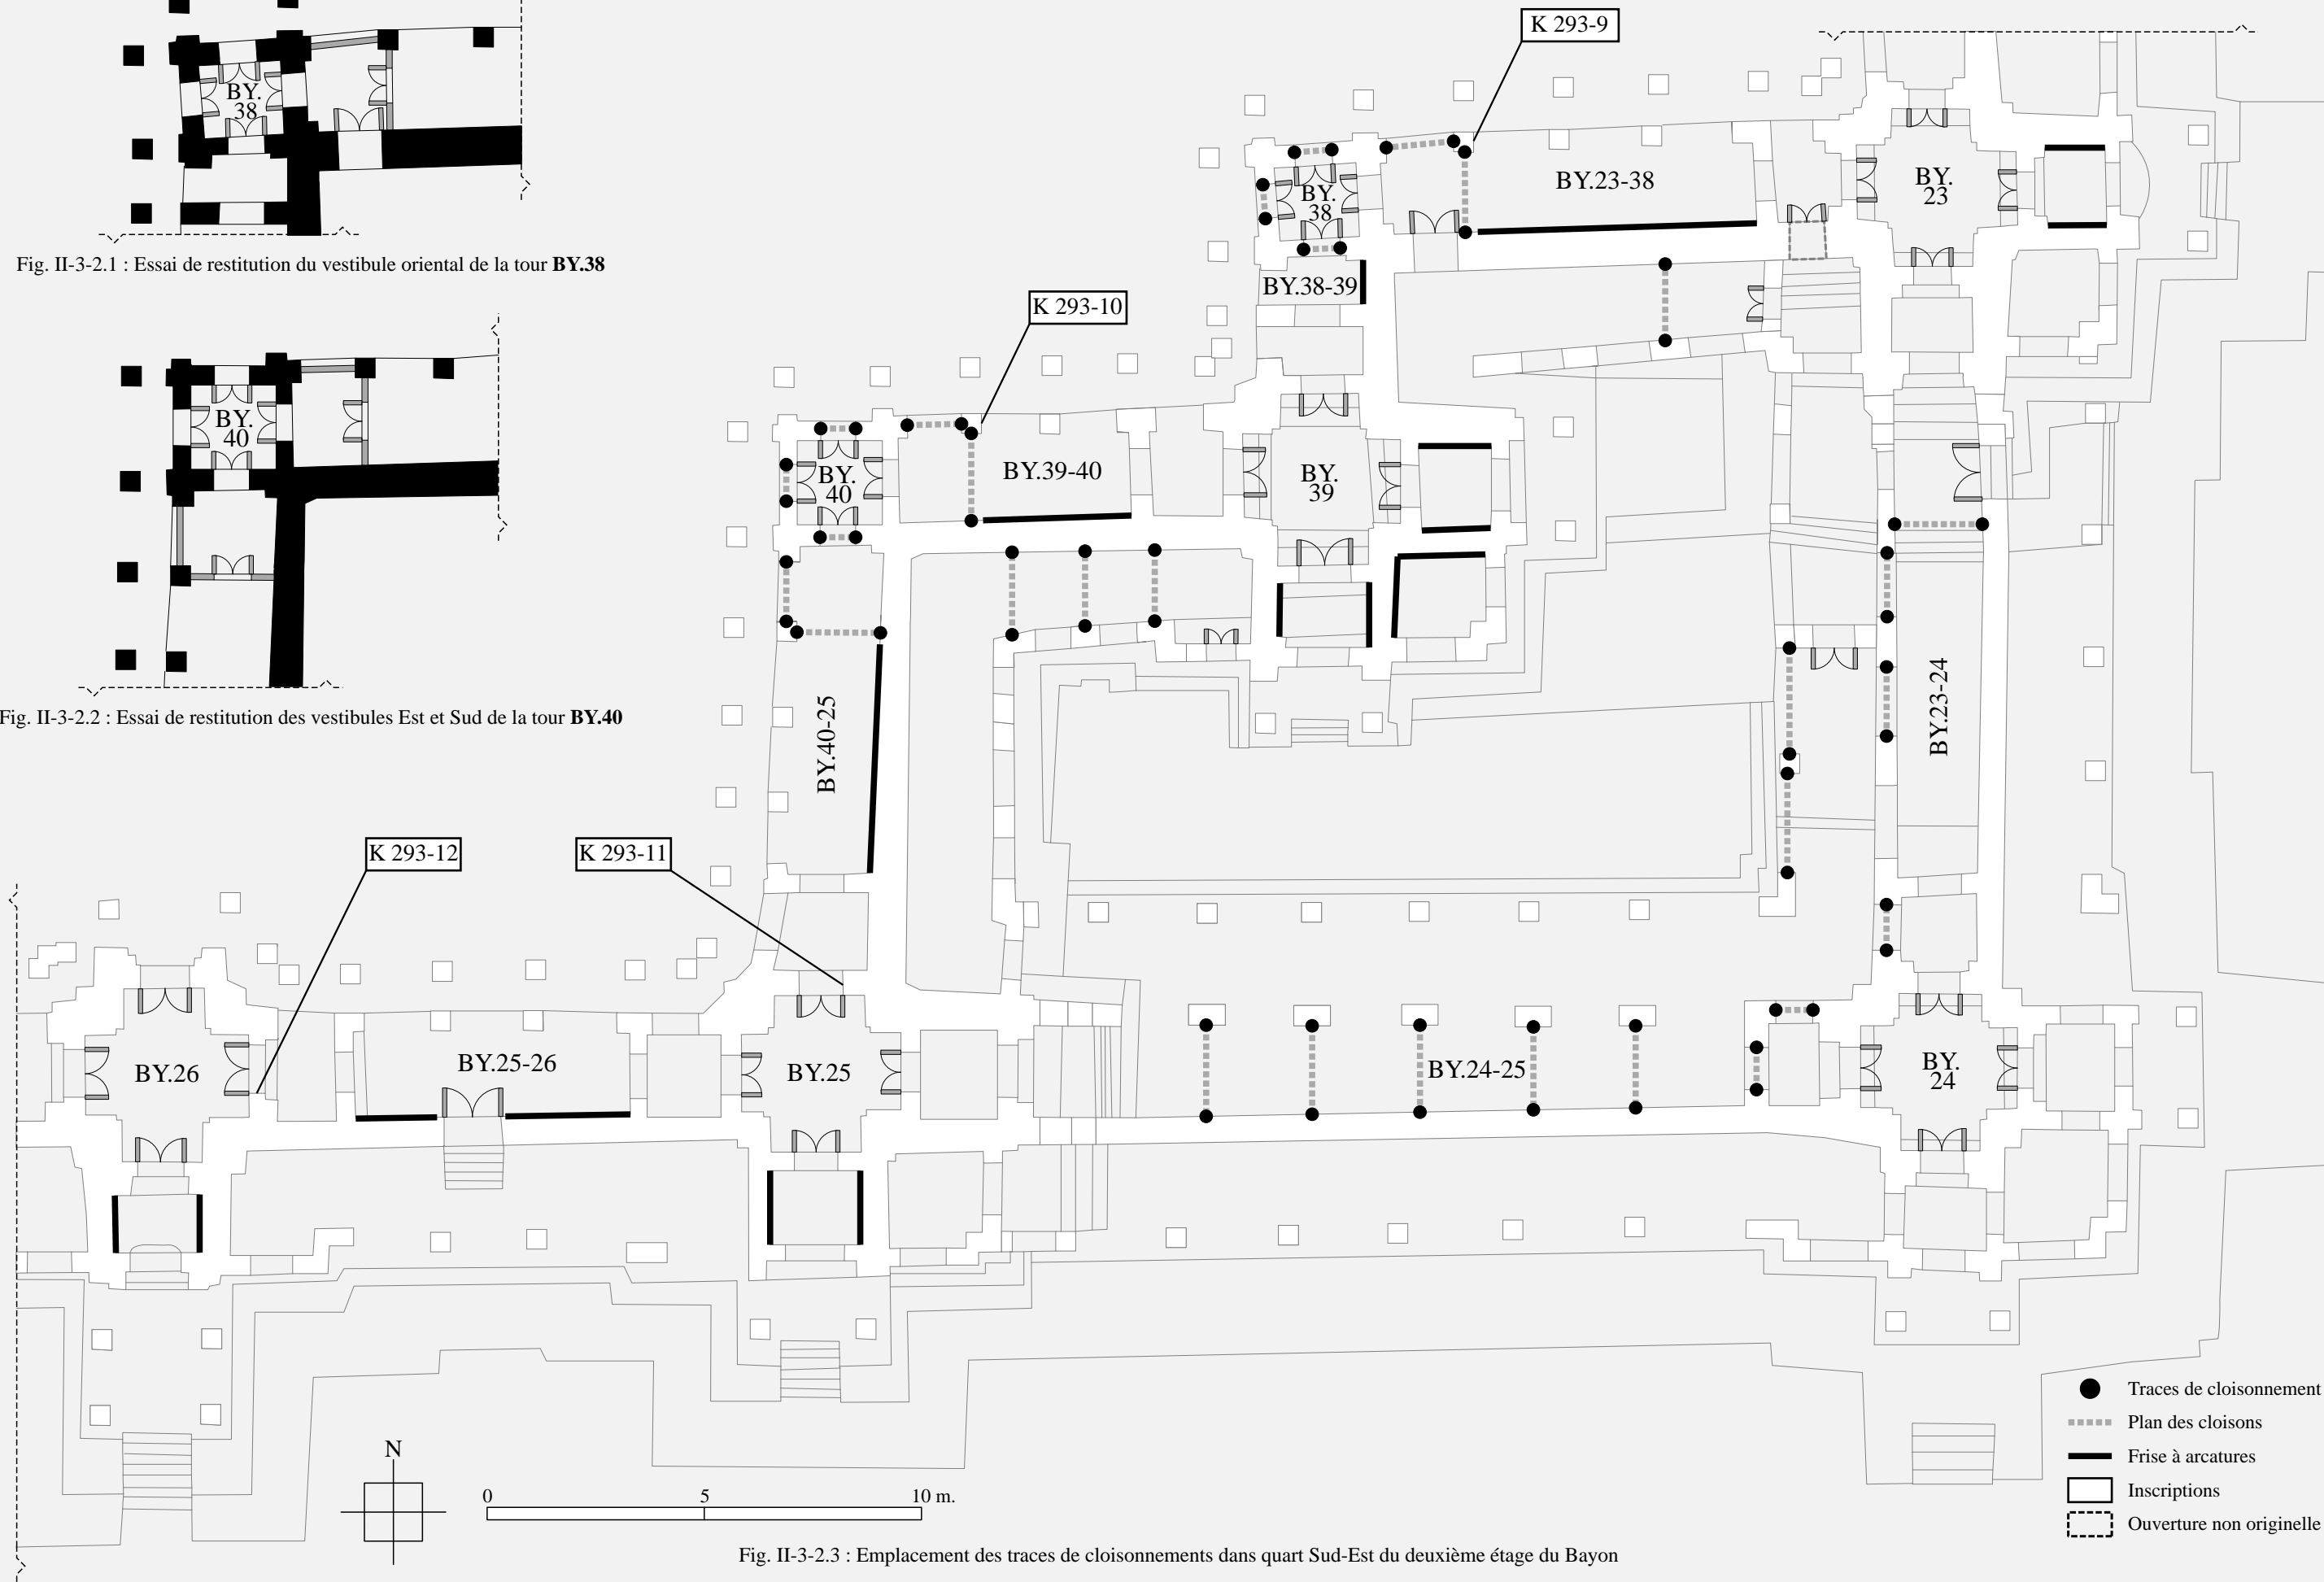 K 293-9
BY.
38
Fig. II-3-2.1 : Essai de restitution du vestibule oriental de la tour BY.38
BY.
38
BY.23-38
BY.
23
BY.38-39
K 293-10
BY.
40
BY.
40
BY.39-40
BY.
39
Fig. II-3-2.2 : Essai de restitution des vestibules Est et Sud de la tour BY.40
BY.40-25
BY.23-24
K 293-12
K 293-11
BY.26
BY.25-26
BY.25
BY.24-25
BY.
24
N
0 5 10 m.
Traces de cloisonnement
Plan des cloisons
Frise à arcatures
Inscriptions
Ouverture non originelle
Fig. II-3-2.3 : Emplacement des traces de cloisonnements dans quart Sud-Est du deuxième étage du Bayon